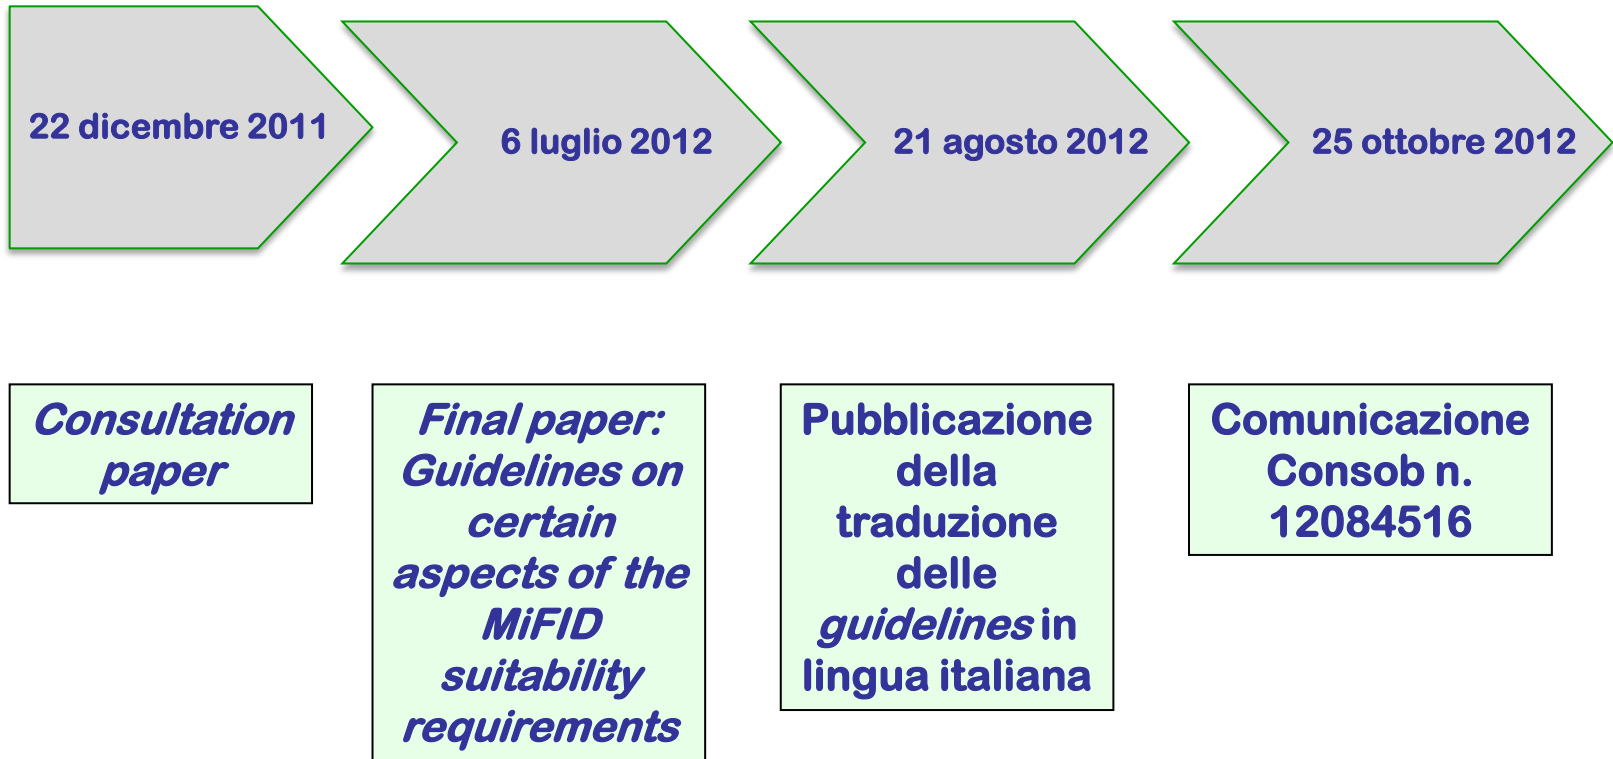 22 dicembre 2011
6 luglio 2012
21 agosto 2012
25 ottobre 2012
Consultation
paper
Final paper:
Guidelines on
certain
aspects of the
MiFID
suitability
requirements
Pubblicazione
della
traduzione
delle
guidelines in
lingua italiana
Comunicazione
Consob n.
12084516